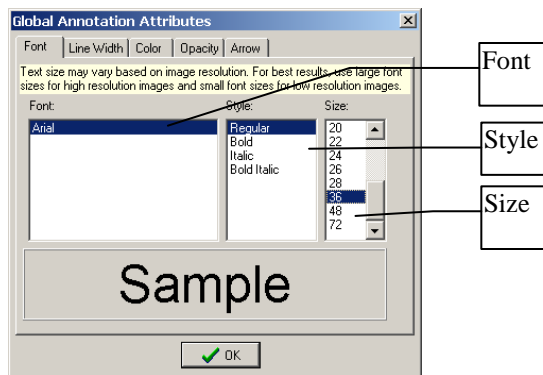 Global Annotation Attributes
Font Line Width Color Opacity Arrow
Text size may vary based on image resolution. For best results, use large font
sizes for high resolution images and small font sizes for low resolution images.
Font: Style: Size:
Arial
Regular
Bold
Italic
Bold Italic
20
22
24
26
28
36
48
72
Sample
OK
Font
Style
Size